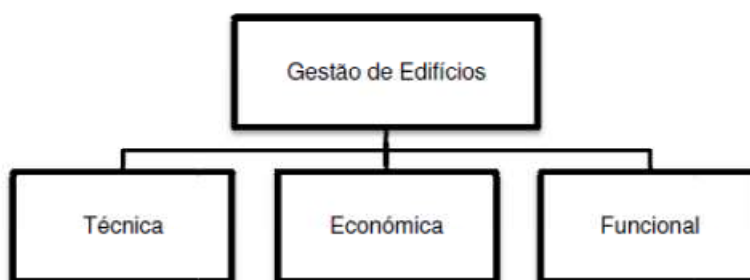 Gestão de Edifícios
Técnica
Económica
Funcional